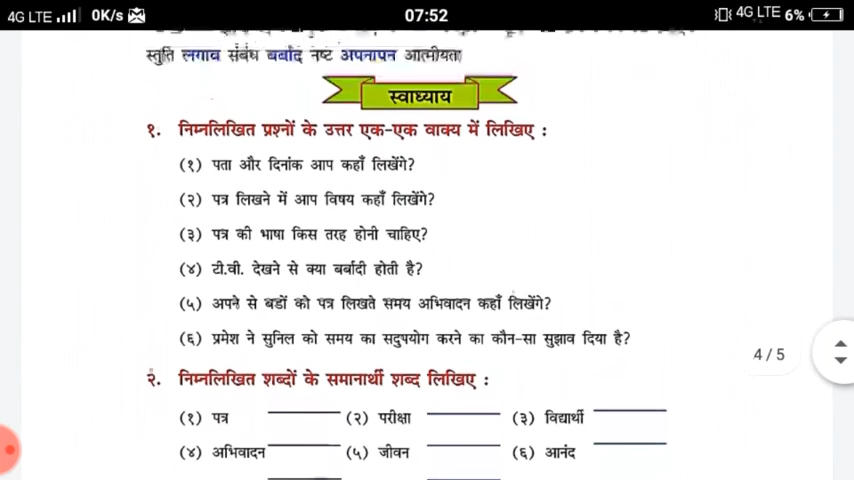 4G LTE 0K/s 07:52 4G LTE 6%
स्तुति लगाव संबंध बर्बाद नष्ट अपनापन आत्मीयता
स्वाध्याय
१. निम्नलिखित प्रश्नों के उत्तर एक-एक वाक्य में लिखिए :
(१) पता और दिनांक आप कहाँ लिखेंगे?
(२) पत्र लिखने में आप विषय कहाँ लिखेंगे?
(३) पत्र की भाषा किस तरह होनी चाहिए?
(४) टी.वी. देखने से क्या बर्बादी होती है?
(५) अपने से बडों को पत्र लिखते समय अभिवादन कहाँ लिखेंगे?
(६) प्रमेश ने सुनिल को समय का सदुपयोग करने का कौन-सा सुझाव दिया है?
4 / 5
२. निम्नलिखित शब्दों के समानार्थी शब्द लिखिए :
(१) पत्र (२) परीक्षा (३) विद्यार्थी
(४) अभिवादन (५) जीवन (६) आनंद